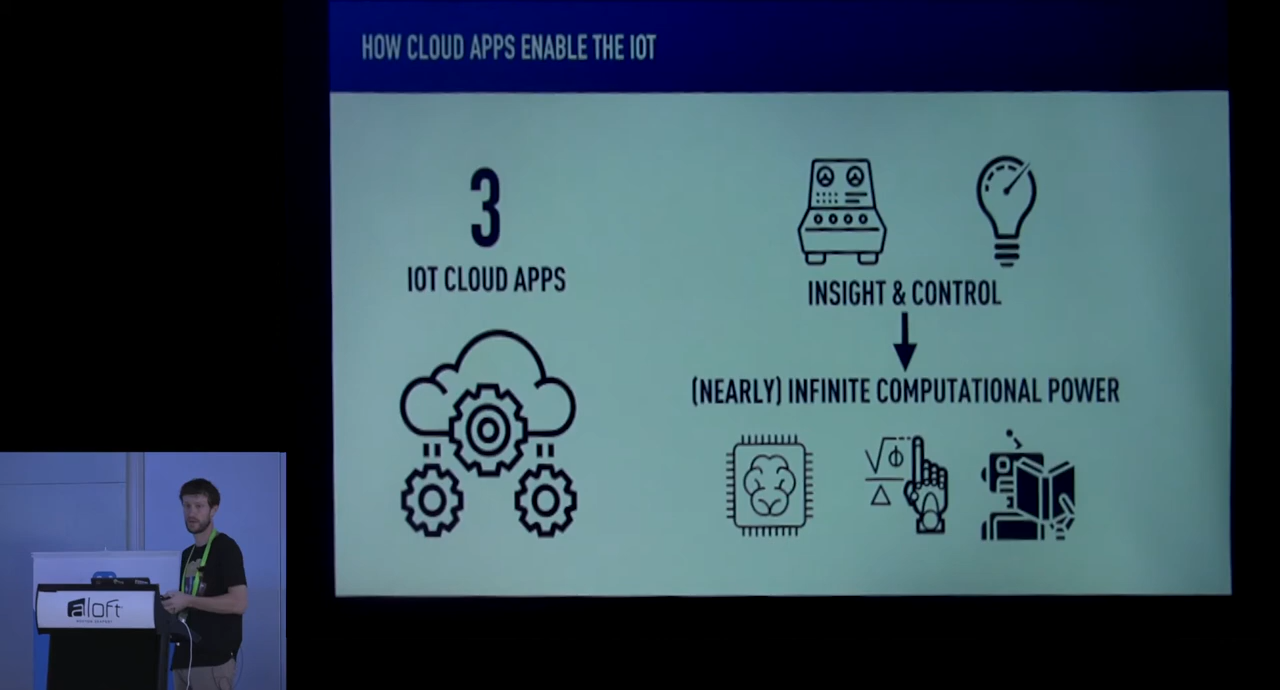 HOW CLOUD APPS ENABLE THE IOT
3
IOT CLOUD APPS
INSIGHT & CONTROL
(NEARLY) INFINITE COMPUTATIONAL POWER
√ϕ
Δ
aloft